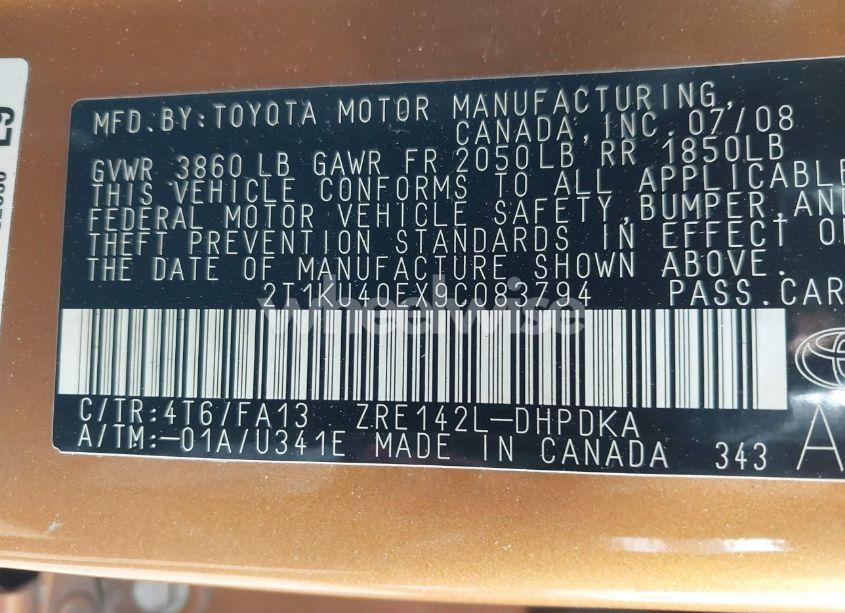 MFD.BY:TOYOTA MOTOR MANUFACTURING,
CANADA, INC. 07/08
GVWR 3860 LB GAWR FR 2050LB RR 1850LB
THIS VEHICLE CONFORMS TO ALL APPLICABLE
FEDERAL MOTOR VEHICLE SAFETY, BUMPER, AND
THEFT PREVENTION STANDARDS IN EFFECT
THE DATE OF MANUFACTURE SHOWN ABOVE.
2T1KU40EX9C083794 PASS.CAR
wheelwise
C/TR:4T6/FA13 ZRE142L-DHPDKA
A/TM:-01A/U341E MADE IN CANADA 343